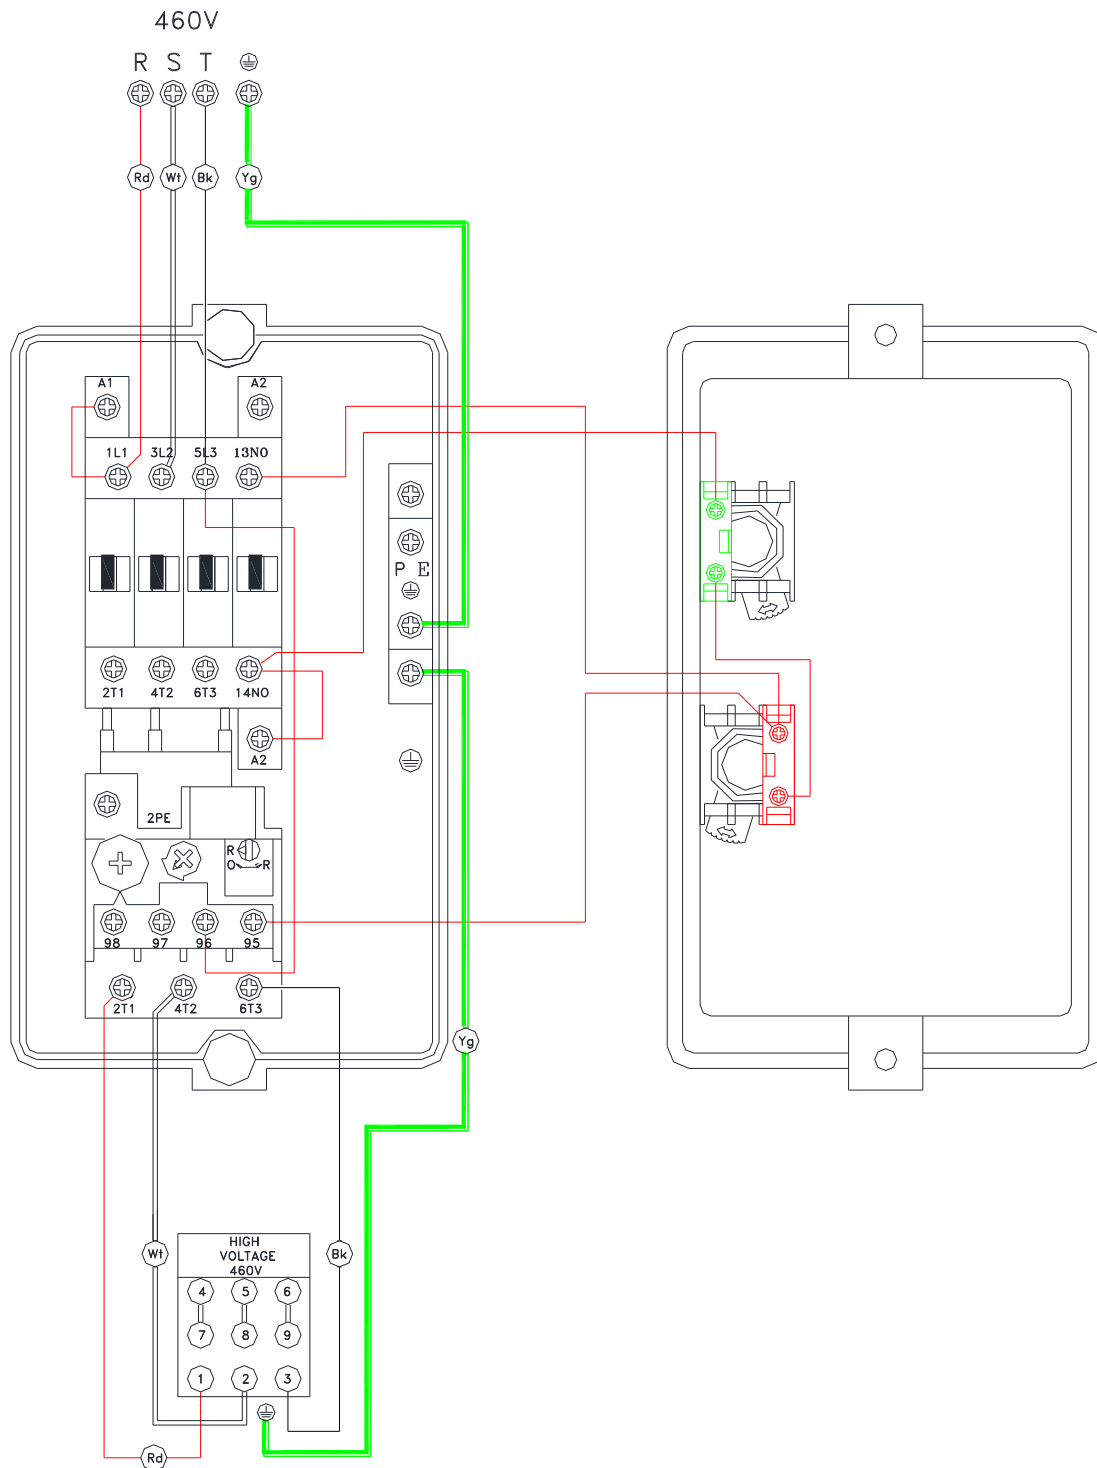 460V
R S T
Rd Wt Bk Yg
A1 A2
1L1 3L2 5L3 13NO
P E
2T1 4T2 6T3 14NO
A2
2PE
R
O R
98 97 96 95
2T1 4T2 6T3
Yg
Wt Bk
HIGH
VOLTAGE
460V
4 5 6
7 8 9
1 2 3
Rd